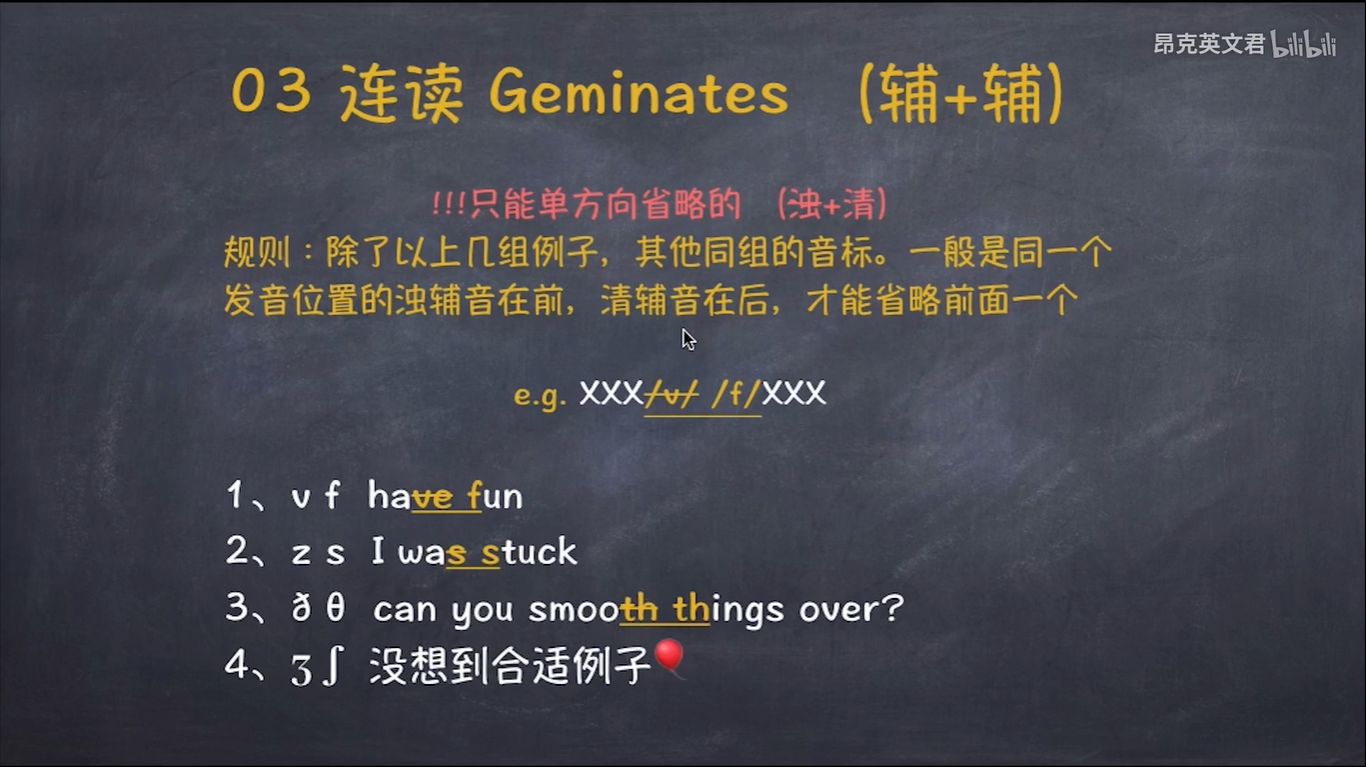 昂克英文君 bilibili
03 连读 Geminates （辅+辅）
!!!只能单方向省略的 （浊+清）
规则：除了以上几组例子，其他同组的音标。一般是同一个
发音位置的浊辅音在前，清辅音在后，才能省略前面一个
e.g. XXX/v/ /f/XXX
1、v f have fun
2、z s I was stuck
3、ð θ can you smooth things over?
4、ʒ ʃ 没想到合适例子🎈